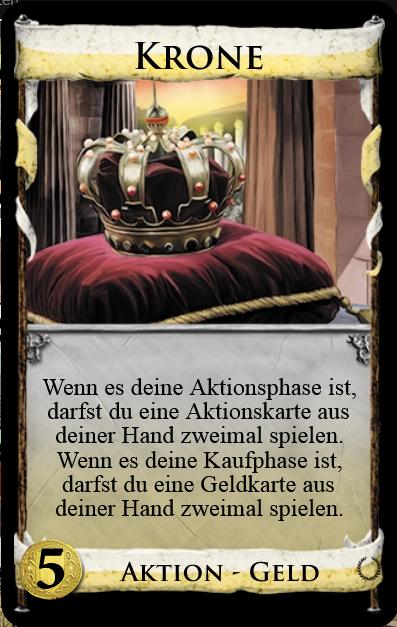 Krone
Wenn es deine Aktionsphase ist,
darfst du eine Aktionskarte aus
deiner Hand zweimal spielen.
Wenn es deine Kaufphase ist,
darfst du eine Geldkarte aus
deiner Hand zweimal spielen.
5
Aktion - Geld